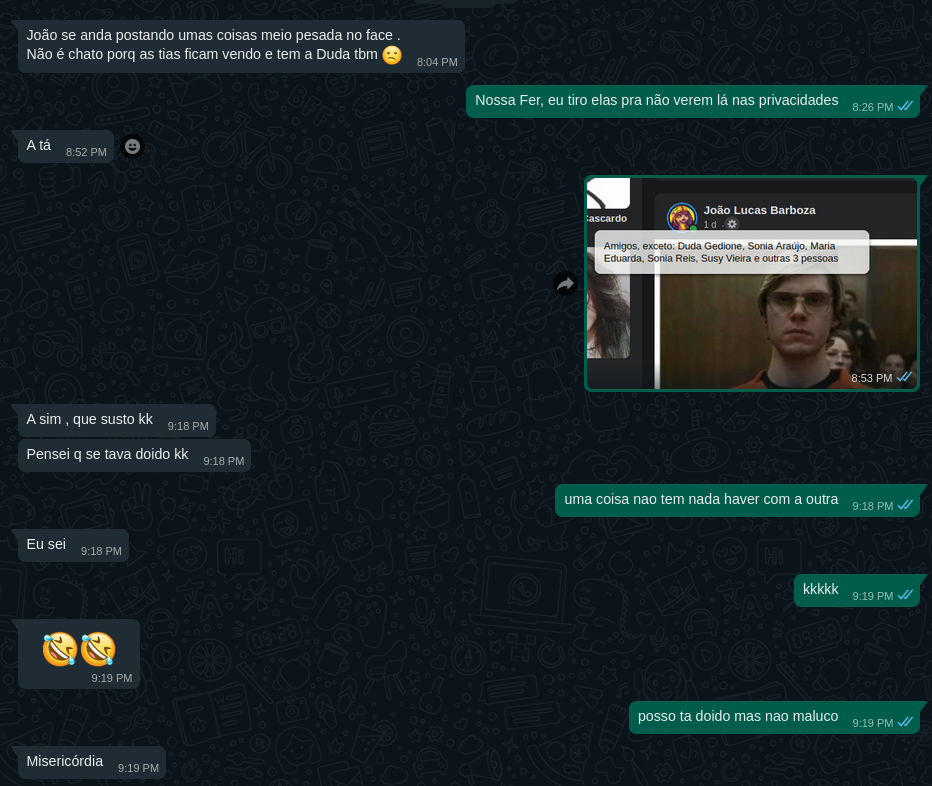 João se anda postando umas coisas meio pesada no face .
Não é chato porq as tias ficam vendo e tem a Duda tbm 😕
8:04 PM
Nossa Fer, eu tiro elas pra não verem lá nas privacidades
8:26 PM
A tá
8:52 PM
Cascardo
João Lucas Barboza
1 d
Amigos, exceto: Duda Gedione, Sonia Araújo, Maria
Eduarda, Sonia Reis, Susy Vieira e outras 3 pessoas
8:53 PM
A sim , que susto kk
9:18 PM
Pensei q se tava doido kk
9:18 PM
uma coisa nao tem nada haver com a outra
9:18 PM
Eu sei
9:18 PM
kkkkk
9:19 PM
🤣🤣
9:19 PM
posso ta doido mas nao maluco
9:19 PM
Misericórdia
9:19 PM